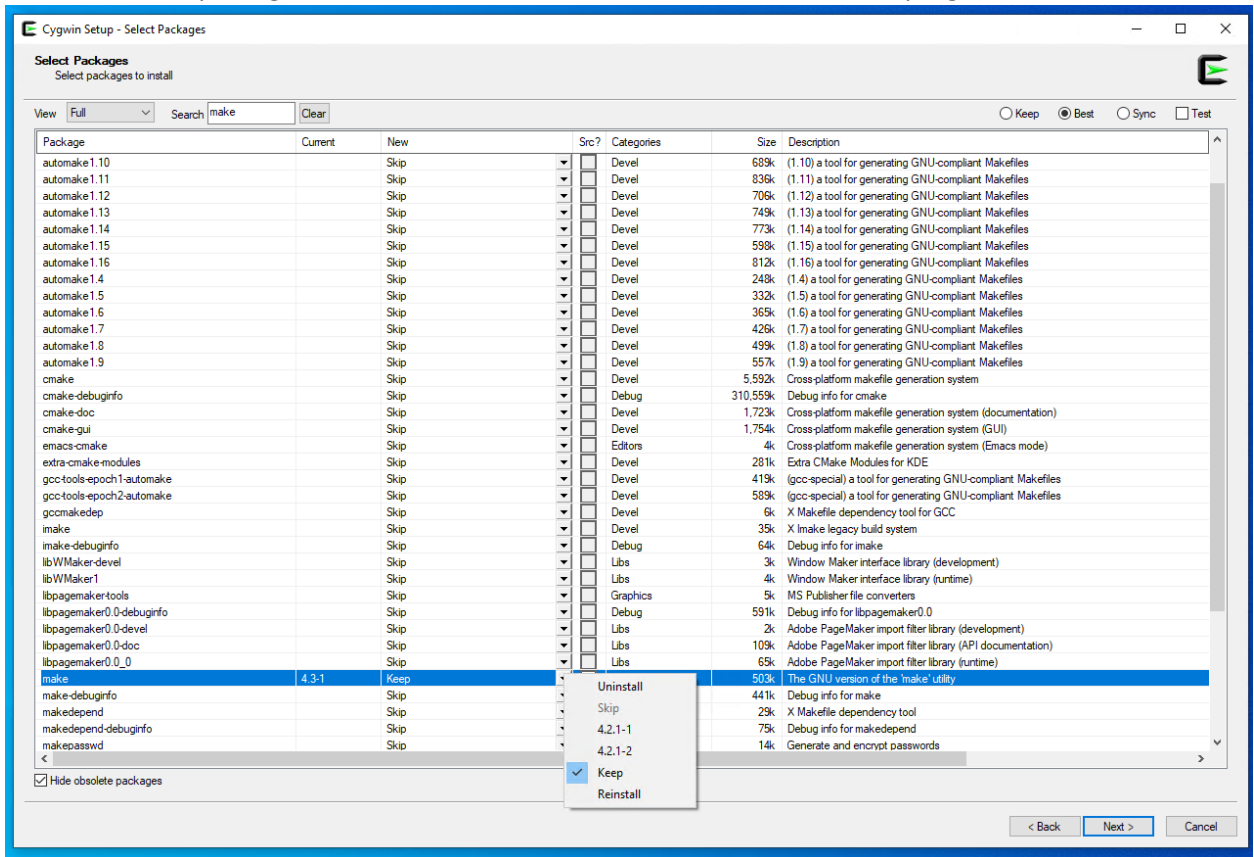 Cygwin Setup - Select Packages
Select Packages
Select packages to install
View Full Search make Clear Keep Best Sync Test
Package Current New Src? Categories Size Description
automake1.10 Skip Devel 689k (1.10) a tool for generating GNU-compliant Makefiles
automake1.11 Skip Devel 836k (1.11) a tool for generating GNU-compliant Makefiles
automake1.12 Skip Devel 706k (1.12) a tool for generating GNU-compliant Makefiles
automake1.13 Skip Devel 749k (1.13) a tool for generating GNU-compliant Makefiles
automake1.14 Skip Devel 773k (1.14) a tool for generating GNU-compliant Makefiles
automake1.15 Skip Devel 598k (1.15) a tool for generating GNU-compliant Makefiles
automake1.16 Skip Devel 812k (1.16) a tool for generating GNU-compliant Makefiles
automake1.4 Skip Devel 248k (1.4) a tool for generating GNU-compliant Makefiles
automake1.5 Skip Devel 332k (1.5) a tool for generating GNU-compliant Makefiles
automake1.6 Skip Devel 365k (1.6) a tool for generating GNU-compliant Makefiles
automake1.7 Skip Devel 426k (1.7) a tool for generating GNU-compliant Makefiles
automake1.8 Skip Devel 499k (1.8) a tool for generating GNU-compliant Makefiles
automake1.9 Skip Devel 557k (1.9) a tool for generating GNU-compliant Makefiles
cmake Skip Devel 5,592k Cross-platform makefile generation system
cmake-debuginfo Skip Debug 310,559k Debug info for cmake
cmake-doc Skip Devel 1,723k Cross-platform makefile generation system (documentation)
cmake-gui Skip Devel 1,754k Cross-platform makefile generation system (GUI)
emacs-cmake Skip Editors 4k Cross-platform makefile generation system (Emacs mode)
extra-cmake-modules Skip Devel 281k Extra CMake Modules for KDE
gcc-tools-epoch1-automake Skip Devel 419k (gcc-special) a tool for generating GNU-compliant Makefiles
gcc-tools-epoch2-automake Skip Devel 589k (gcc-special) a tool for generating GNU-compliant Makefiles
gccmakedep Skip Devel 6k X Makefile dependency tool for GCC
imake Skip Devel 35k X Imake legacy build system
imake-debuginfo Skip Debug 64k Debug info for imake
libWMaker-devel Skip Libs 3k Window Maker interface library (development)
libWMaker1 Skip Libs 4k Window Maker interface library (runtime)
libpagemaker-tools Skip Graphics 5k MS Publisher file converters
libpagemaker0.0-debuginfo Skip Debug 591k Debug info for libpagemaker0.0
libpagemaker0.0-devel Skip Libs 2k Adobe PageMaker import filter library (development)
libpagemaker0.0-doc Skip Libs 109k Adobe PageMaker import filter library (API documentation)
libpagemaker0.0_0 Skip Libs 65k Adobe PageMaker import filter library (runtime)
make 4.3-1 Keep 503k The GNU version of the 'make' utility
make-debuginfo Skip 441k Debug info for make
makedepend Skip 29k X Makefile dependency tool
makedepend-debuginfo Skip 75k Debug info for makedepend
makepasswd Skip 14k Generate and encrypt passwords
Uninstall
Skip
4.2.1-1
4.2.1-2
Keep
Reinstall
Hide obsolete packages
< Back Next > Cancel